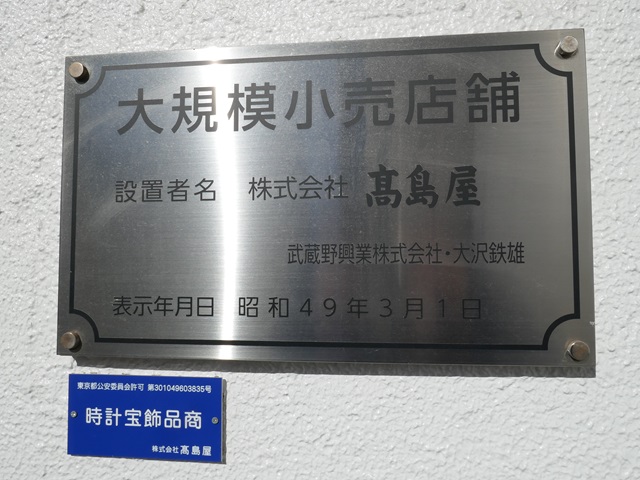 大規模小売店舗
設置者名 株式会社 髙島屋
武蔵野興業株式会社・大沢鉄雄
表示年月日 昭和49年3月1日
東京都公安委員会許可 第301049603835号
時計宝飾品商
株式会社 髙島屋